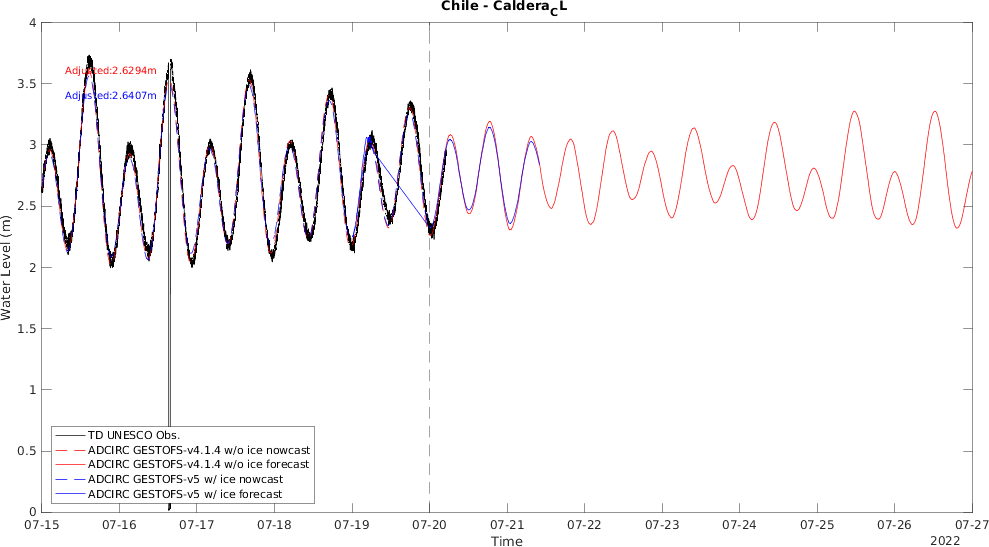 Chile - Caldera_CL
4
3.5
3
2.5
2
1.5
1
0.5
0
Water Level (m)
Adjusted:2.6294m
Adjusted:2.6407m
TD UNESCO Obs.
ADCIRC GESTOFS-v4.1.4 w/o ice nowcast
ADCIRC GESTOFS-v4.1.4 w/o ice forecast
ADCIRC GESTOFS-v5 w/ ice nowcast
ADCIRC GESTOFS-v5 w/ ice forecast
07-15 07-16 07-17 07-18 07-19 07-20 07-21 07-22 07-23 07-24 07-25 07-26 07-27
Time
2022